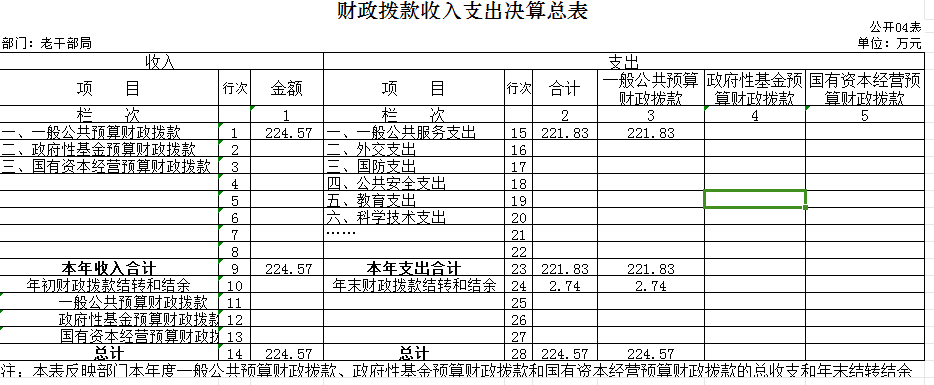 财政拨款收入支出决算总表
公开04表
部门：老干部局 单位：万元
收入 支出
项 目 行次 金额 项 目 行次 合计 一般公共预算财政拨款 政府性基金预算财政拨款 国有资本经营预算财政拨款
栏 次 1 栏 次 2 3 4 5
一、一般公共预算财政拨款 1 224.57 一、一般公共服务支出 15 221.83 221.83
二、政府性基金预算财政拨款 2 二、外交支出 16
三、国有资本经营预算财政拨款 3 三、国防支出 17
4 四、公共安全支出 18
5 五、教育支出 19
6 六、科学技术支出 20
7 …… 21
8 22
本年收入合计 9 224.57 本年支出合计 23 221.83 221.83
年初财政拨款结转和结余 10 年末财政拨款结转和结余 24 2.74 2.74
一般公共预算财政拨款 11 25
政府性基金预算财政拨款 12 26
国有资本经营预算财政拨 13 27
总计 14 224.57 总计 28 224.57 224.57
注：本表反映部门本年度一般公共预算财政拨款、政府性基金预算财政拨款和国有资本经营预算财政拨款的总收支和年末结转结余